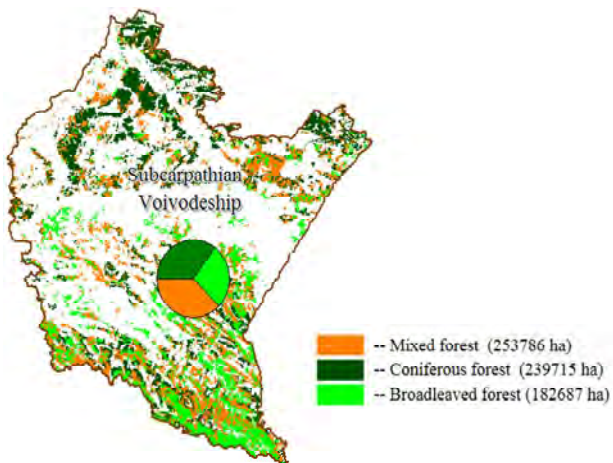 Subcarpathian
Voivodeship
-- Mixed forest (253786 ha)
-- Coniferous forest (239715 ha)
-- Broadleaved forest (182687 ha)